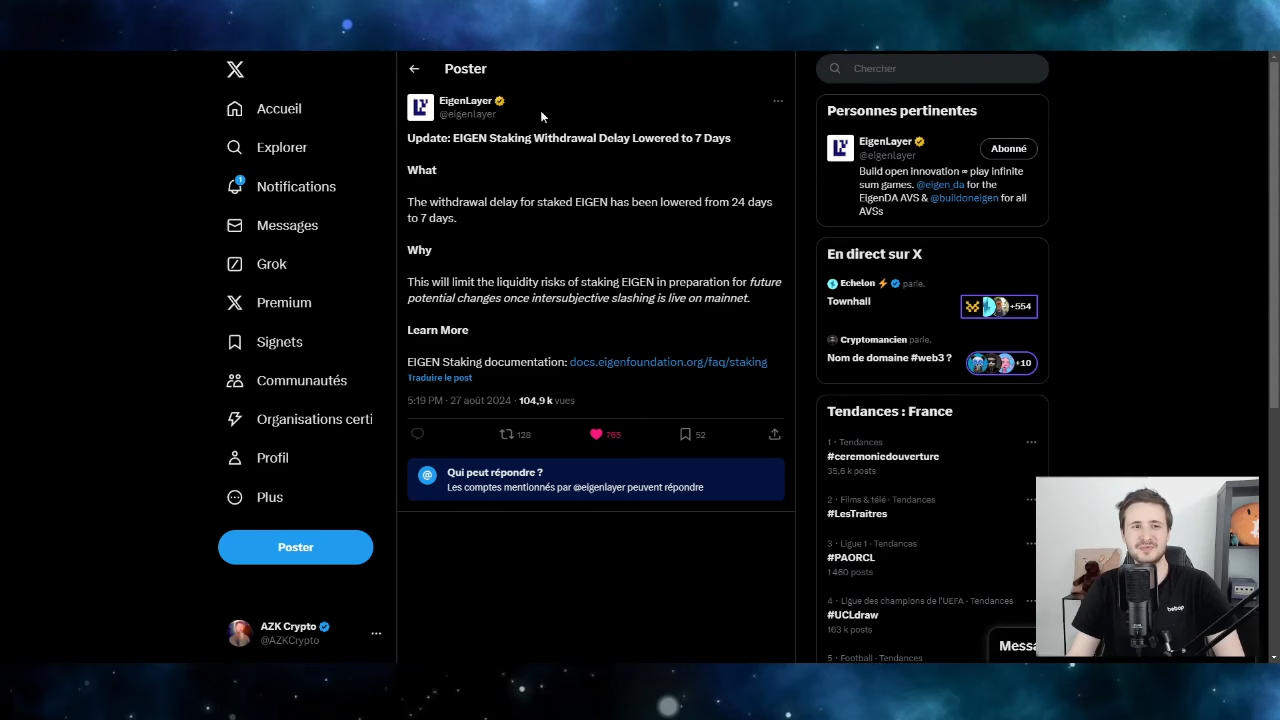 Poster
EigenLayer
@eigenlayer
Update: EIGEN Staking Withdrawal Delay Lowered to 7 Days
What
The withdrawal delay for staked EIGEN has been lowered from 24 days
to 7 days.
Why
This will limit the liquidity risks of staking EIGEN in preparation for future
potential changes once intersubjective slashing is live on mainnet.
Learn More
EIGEN Staking documentation: docs.eigenfoundation.org/faq/staking
Traduire le post
5:19 PM · 27 août 2024 · 104,9 k vues
128
765
52
Qui peut répondre ?
Les comptes mentionnés par @eigenlayer peuvent répondre
Accueil
Explorer
1
Notifications
Messages
Grok
Premium
Signets
Communautés
Organisations certi
Profil
Plus
Poster
AZK Crypto
@AZKCrypto
Chercher
Personnes pertinentes
EigenLayer
@eigenlayer
Abonné
Build open innovation ∞ play infinite
sum games. @eigen_da for the
EigenDA AVS & @buildoneigen for all
AVSs
En direct sur X
Echelon ⚡ parle.
Townhall
+554
Cryptomancien parle.
Nom de domaine #web3 ?
+10
Tendances : France
1 · Tendances
#ceremoniedouverture
35,6 k posts
2 · Films & télé · Tendances
#LesTraitres
3 · Ligue 1 · Tendances
#PAORCL
1 460 posts
4 · Ligue des champions de l'UEFA · Tendances
#UCLdraw
163 k posts
5 · Football · Tendances
Messa
bebop